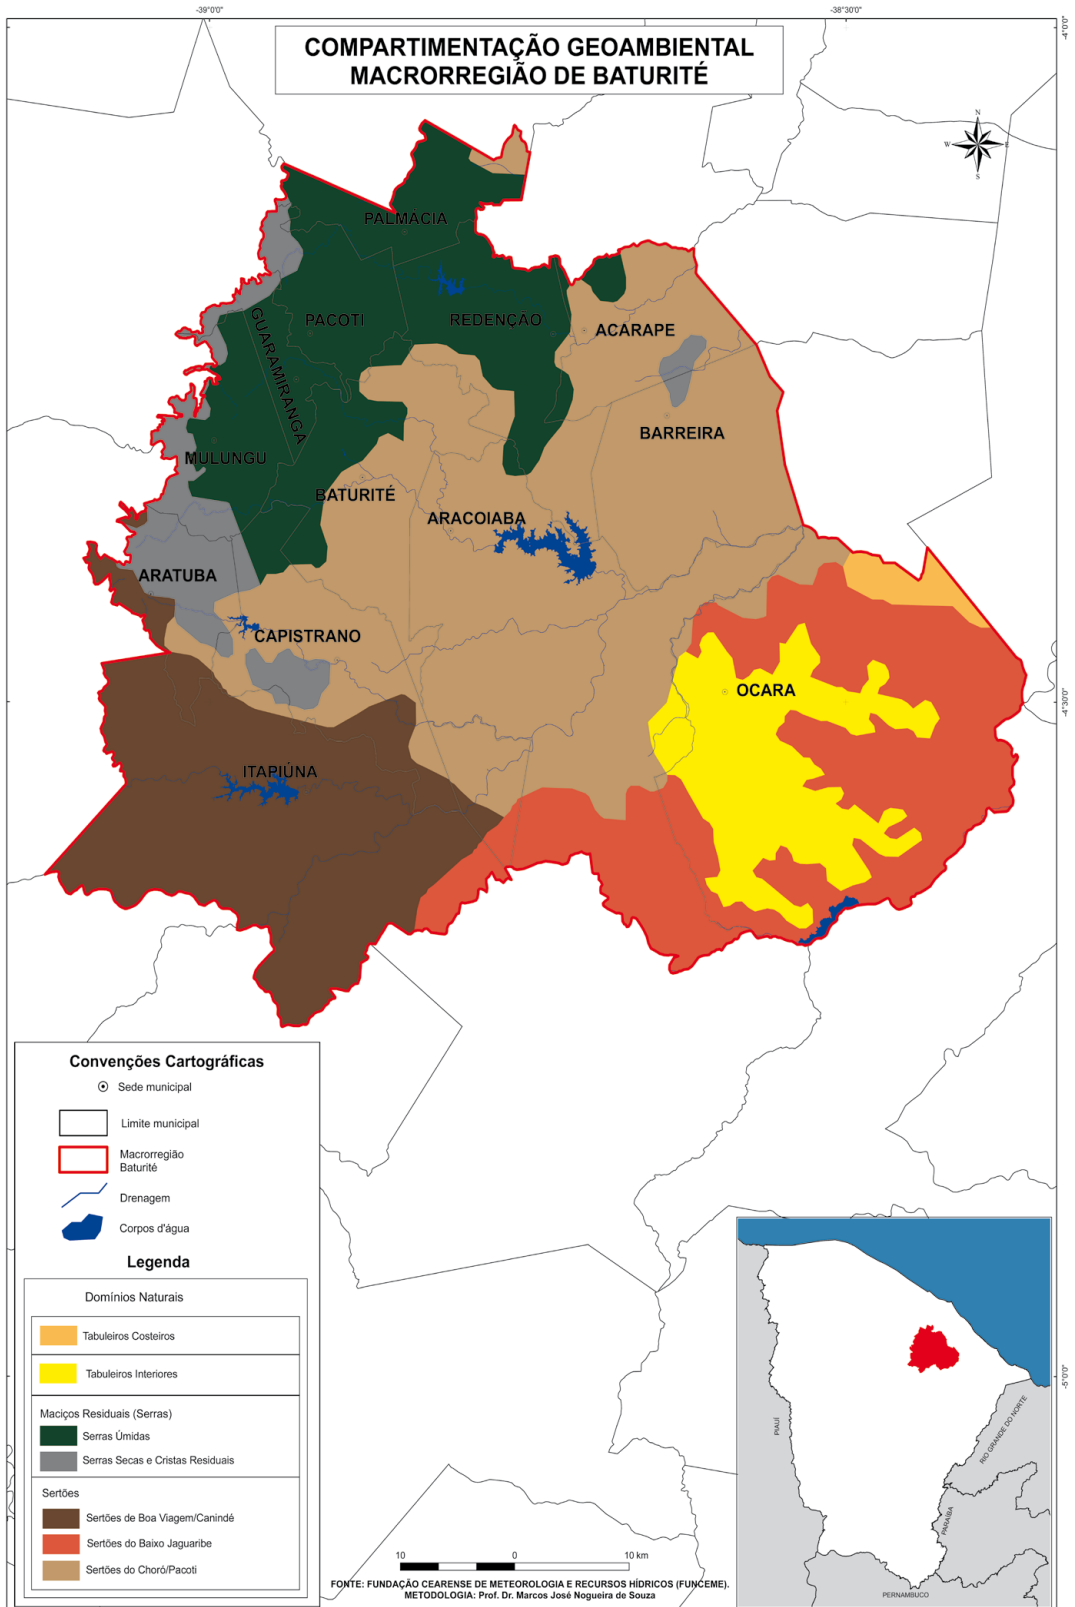 -39°0'0"
-38°30'0"
-4°0'0"
COMPARTIMENTAÇÃO GEOAMBIENTAL
MACRORREGIÃO DE BATURITÉ
N
W
E
S
PALMÁCIA
PACOTI
GUARAMIRANGA
REDENÇÃO
ACARAPE
BARREIRA
MULUNGU
BATURITÉ
ARACOIABA
ARATUBA
CAPISTRANO
OCARA
-4°30'0"
ITAPIÚNA
Convenções Cartográficas
Sede municipal
Limite municipal
Macrorregião
Baturité
Drenagem
Corpos d'água
Legenda
Domínios Naturais
Tabuleiros Costeiros
Tabuleiros Interiores
Maciços Residuais (Serras)
Serras Úmidas
Serras Secas e Cristas Residuais
Sertões
Sertões de Boa Viagem/Canindé
Sertões do Baixo Jaguaribe
Sertões do Choró/Pacoti
-5°0'0"
PIAUÍ
RIO GRANDE DO NORTE
PARAÍBA
PERNAMBUCO
10
0
10 km
FONTE: FUNDAÇÃO CEARENSE DE METEOROLOGIA E RECURSOS HÍDRICOS (FUNCEME).
METODOLOGIA: Prof. Dr. Marcos José Nogueira de Souza